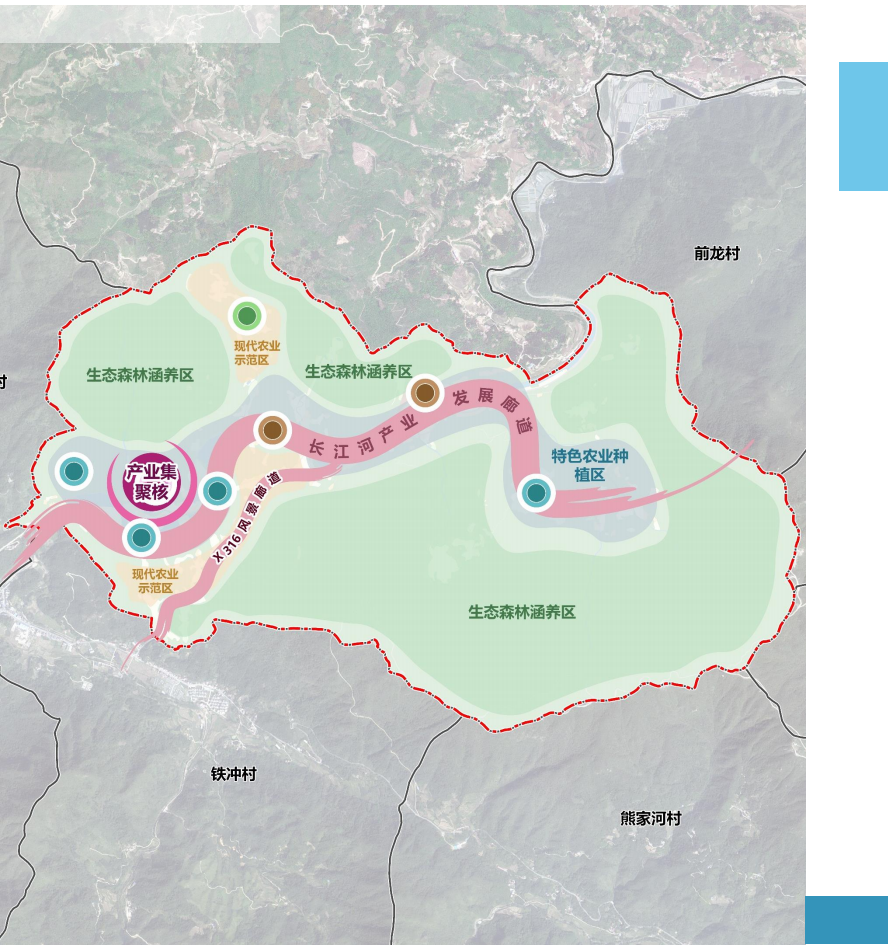 前龙村
现代农业
示范区
生态森林涵养区
生态森林涵养区
村
发展廊道
长江河产业
特色农业种
植区
产业集
聚核
X316风景廊道
现代农业
示范区
生态森林涵养区
铁冲村
熊家河村